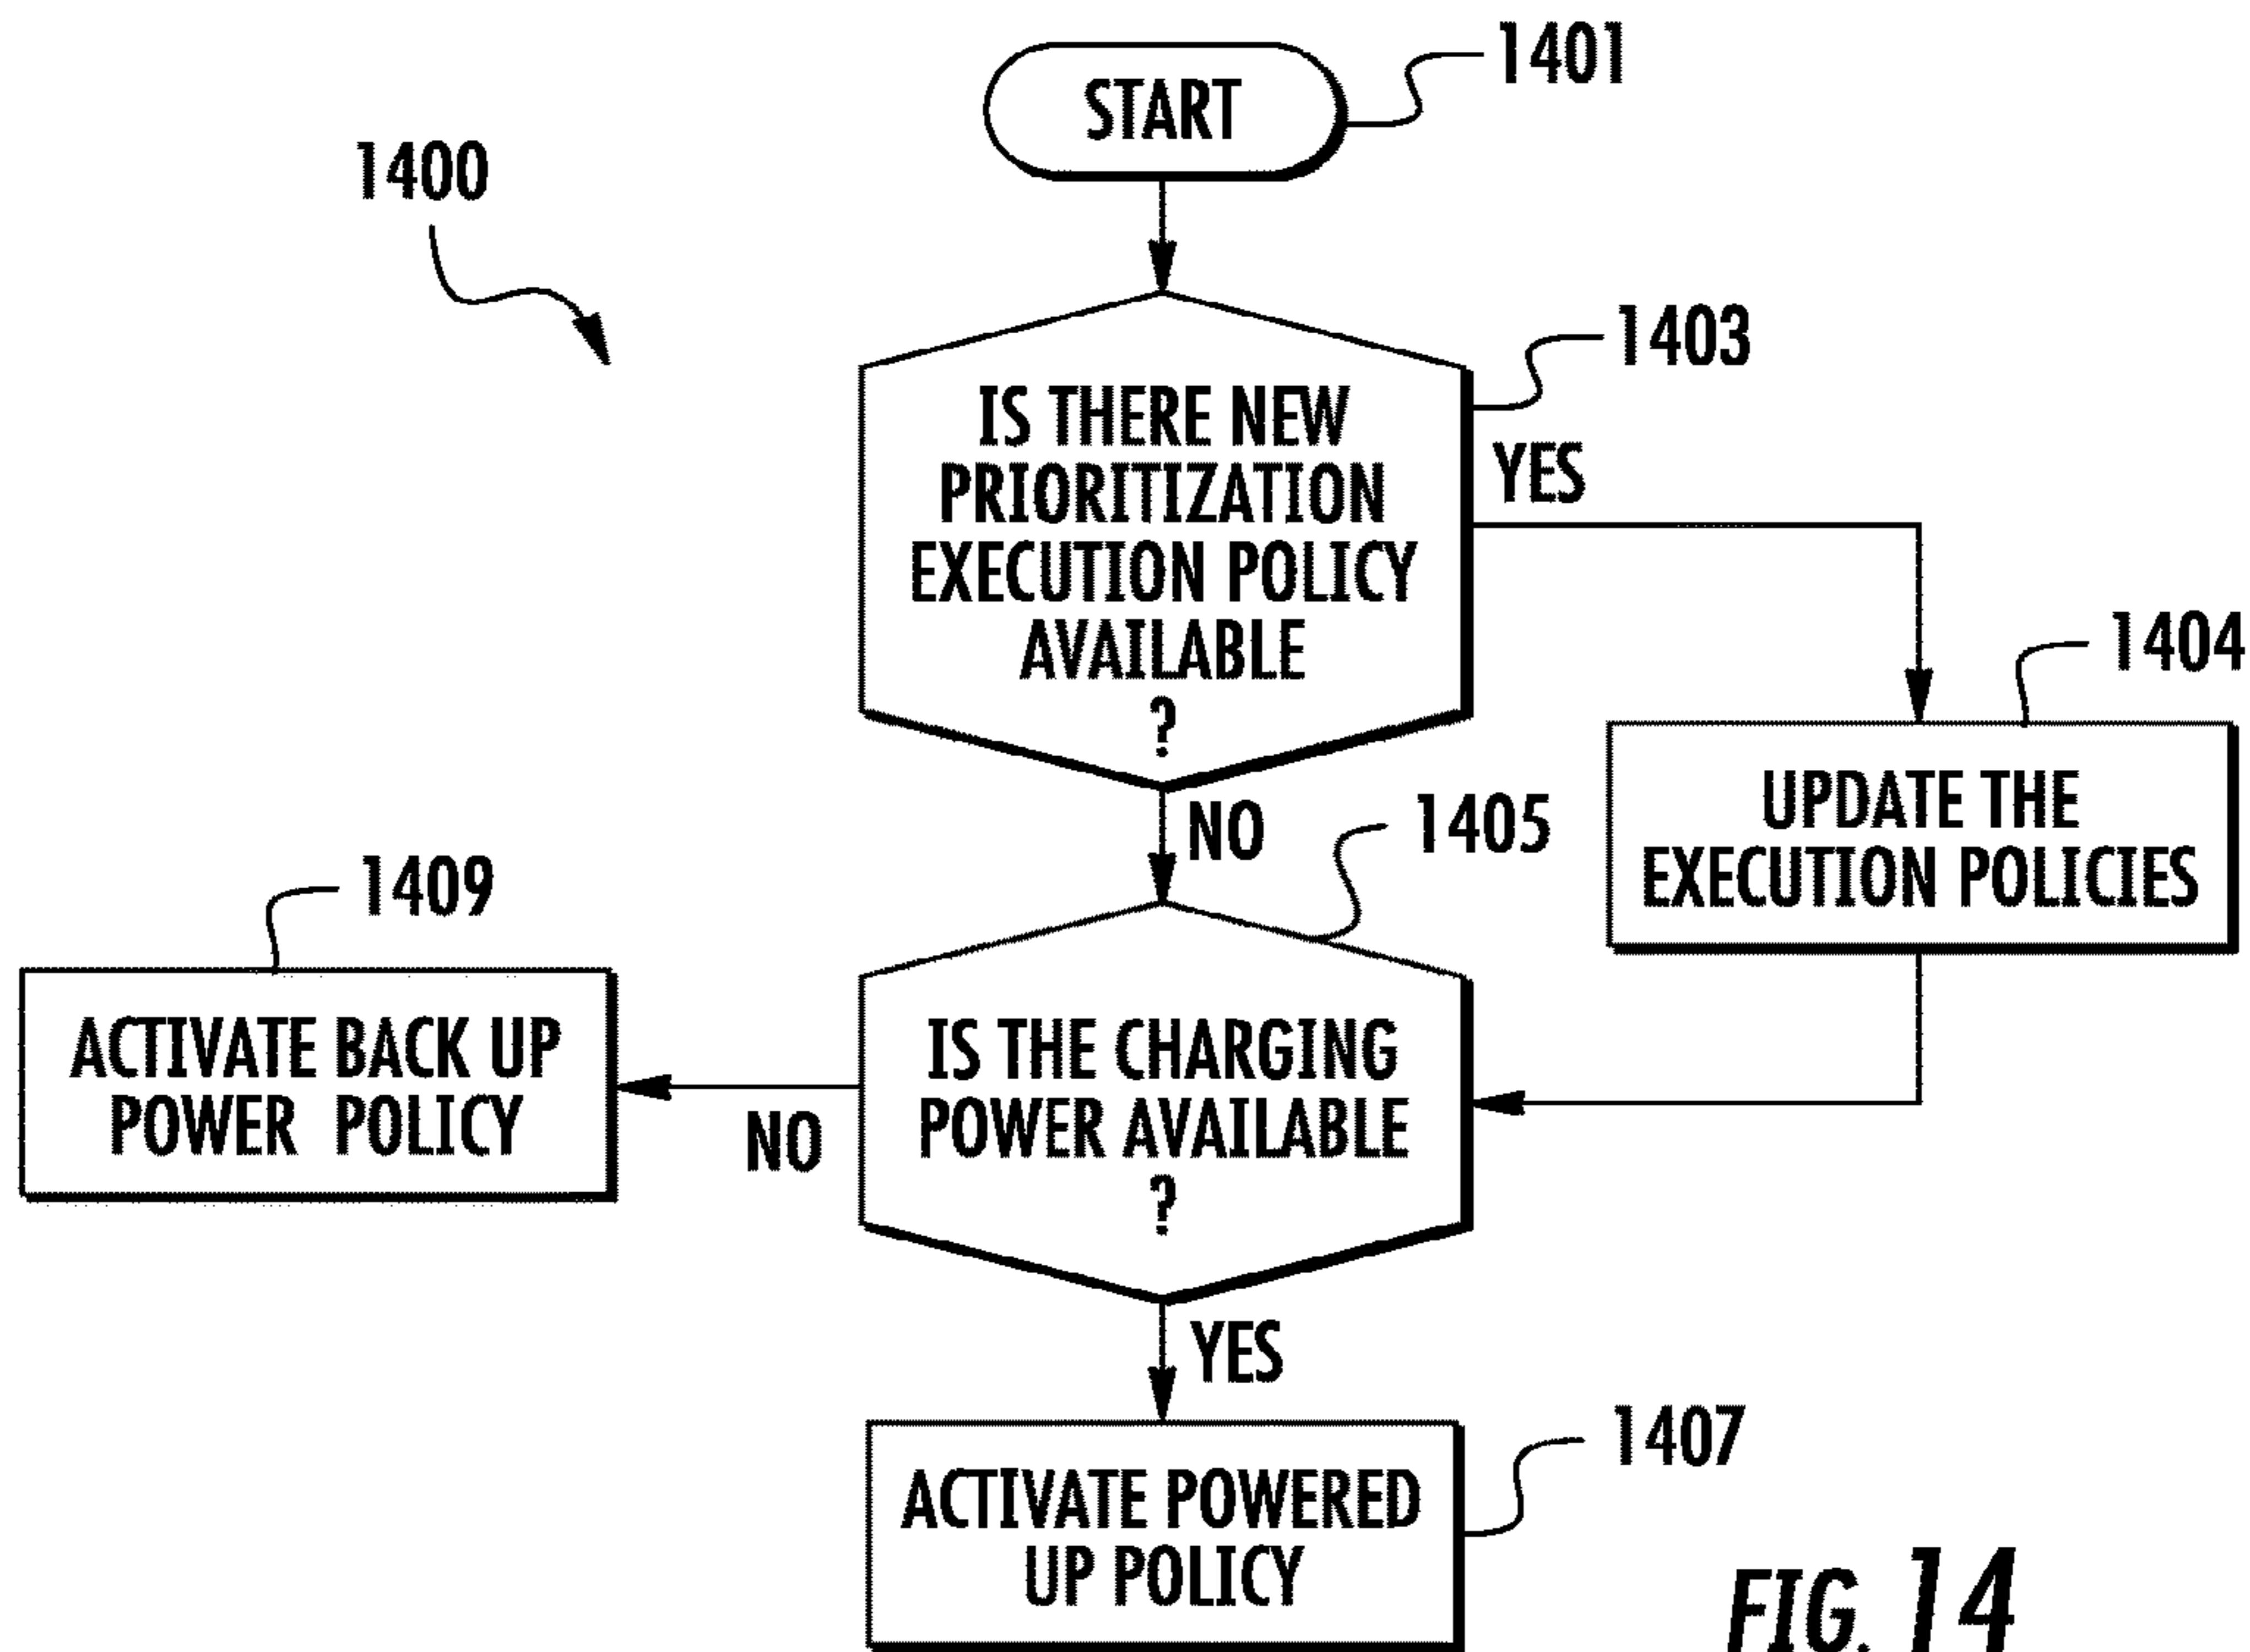 1401
START
1400
1403
IS THERE NEW
PRIORITIZATION
EXECUTION POLICY
AVAILABLE
?
YES
1404
UPDATE THE
EXECUTION POLICIES
NO
1405
1409
ACTIVATE BACK UP
POWER POLICY
IS THE CHARGING
POWER AVAILABLE
?
NO
YES
1407
ACTIVATE POWERED
UP POLICY
FIG. 14